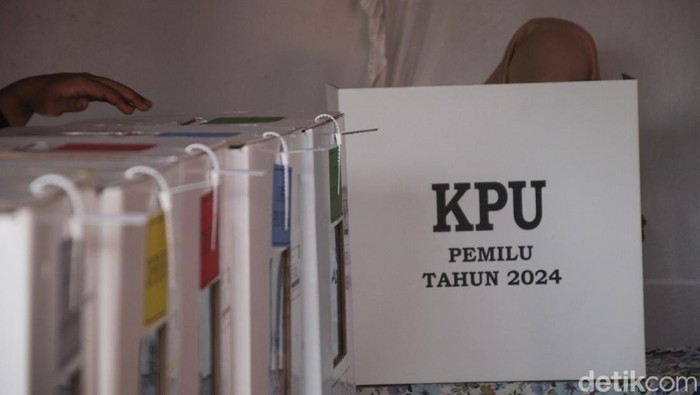 KPU
PEMILU
TAHUN 2024
detikcom